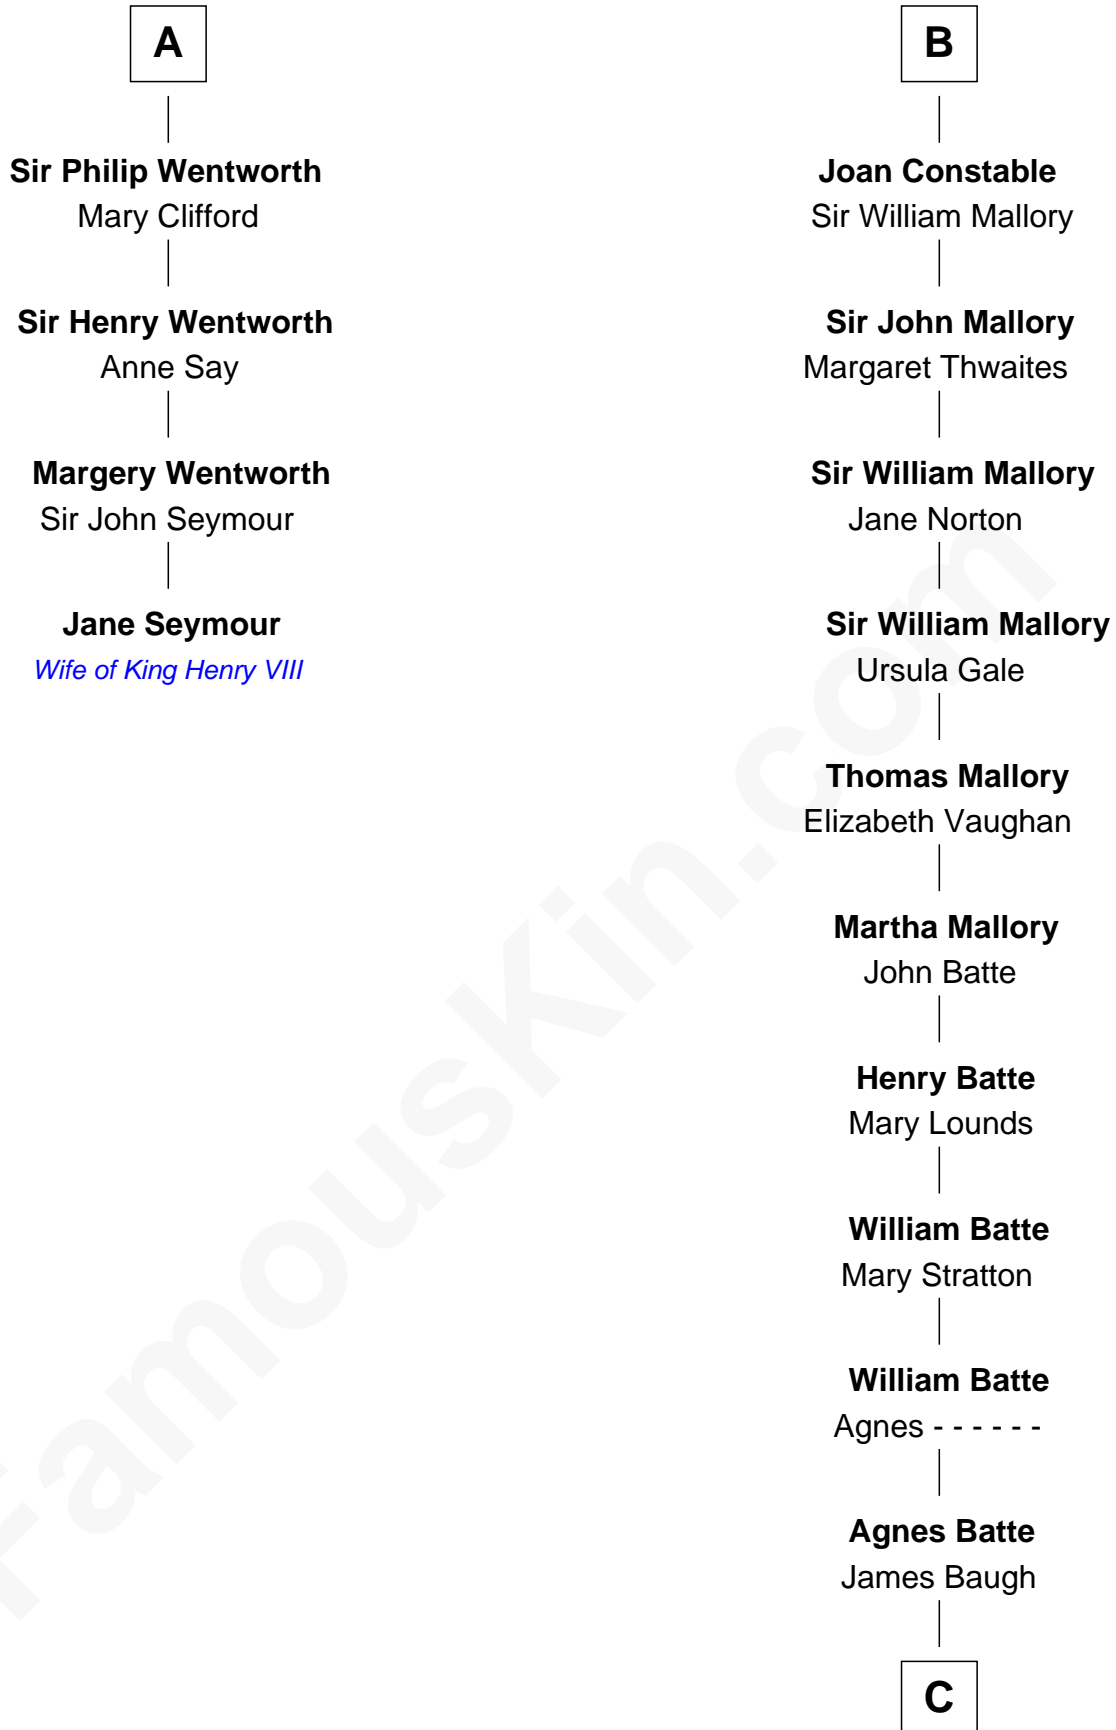 A
Sir Philip Wentworth
Mary Clifford
Sir Henry Wentworth
Anne Say
Margery Wentworth
Sir John Seymour
Jane Seymour
Wife of King Henry VIII
B
Joan Constable
Sir William Mallory
Sir John Mallory
Margaret Thwaites
Sir William Mallory
Jane Norton
Sir William Mallory
Ursula Gale
Thomas Mallory
Elizabeth Vaughan
Martha Mallory
John Batte
Henry Batte
Mary Lounds
William Batte
Mary Stratton
William Batte
Agnes - - - - - -
Agnes Batte
James Baugh
C
FamousKin.com